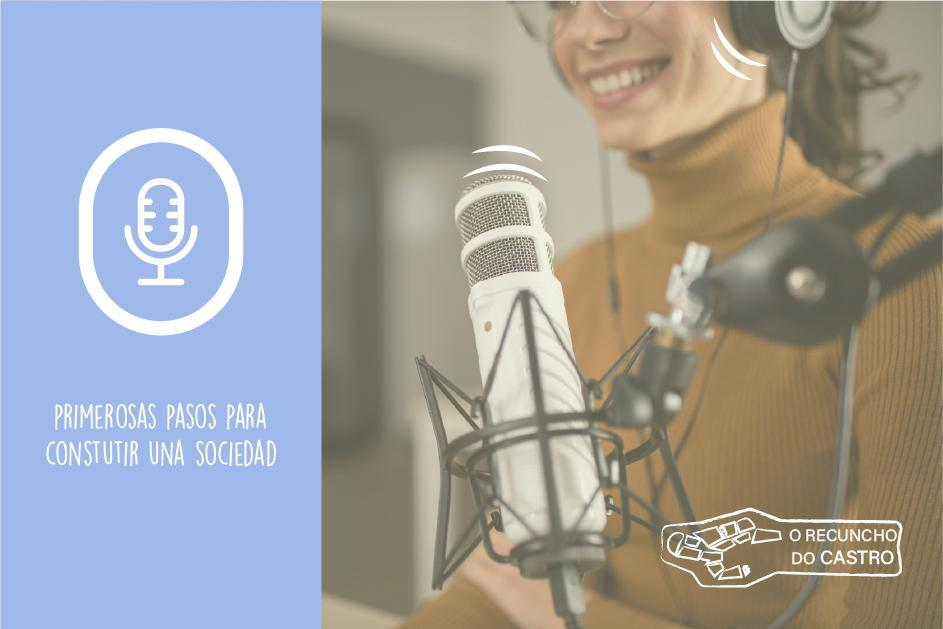 PRIMEROSAS PASOS PARA
CONSTUTIR UNA SOCIEDAD
O RECUNCHO
DO CASTRO